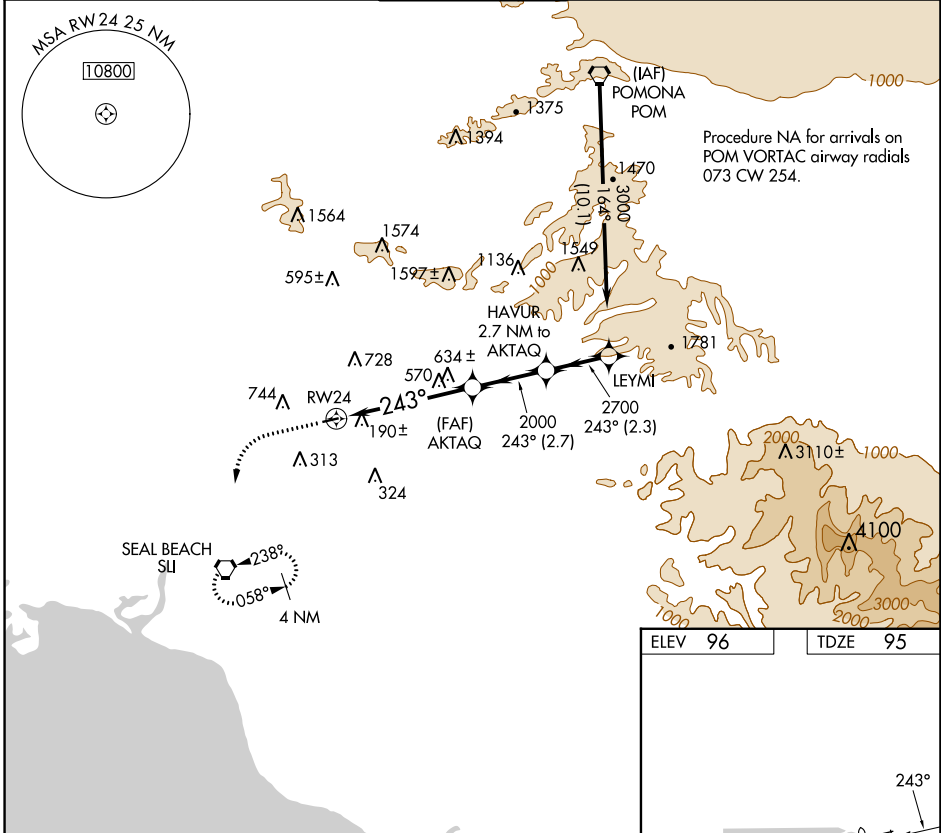 MSA RW24 25 NM
10800
(IAF)
POMONA
POM
1000
1375
1394
Procedure NA for arrivals on
POM VORTAC airway radials
073 CW 254.
1470
3000
164°
(10.1)
1564
1574
595±
1597±
1136
1549
1000
HAVUR
2.7 NM to
AKTAQ
1781
728
634±
570
LEYMI
744
RW24
243°
190±
(FAF)
AKTAQ
2000
243° (2.7)
2700
243° (2.3)
313
324
2000
3110±
1000
4100
SEAL BEACH
SLI
238°
058°
4 NM
3000
2000
1000
ELEV 96
TDZE 95
243°